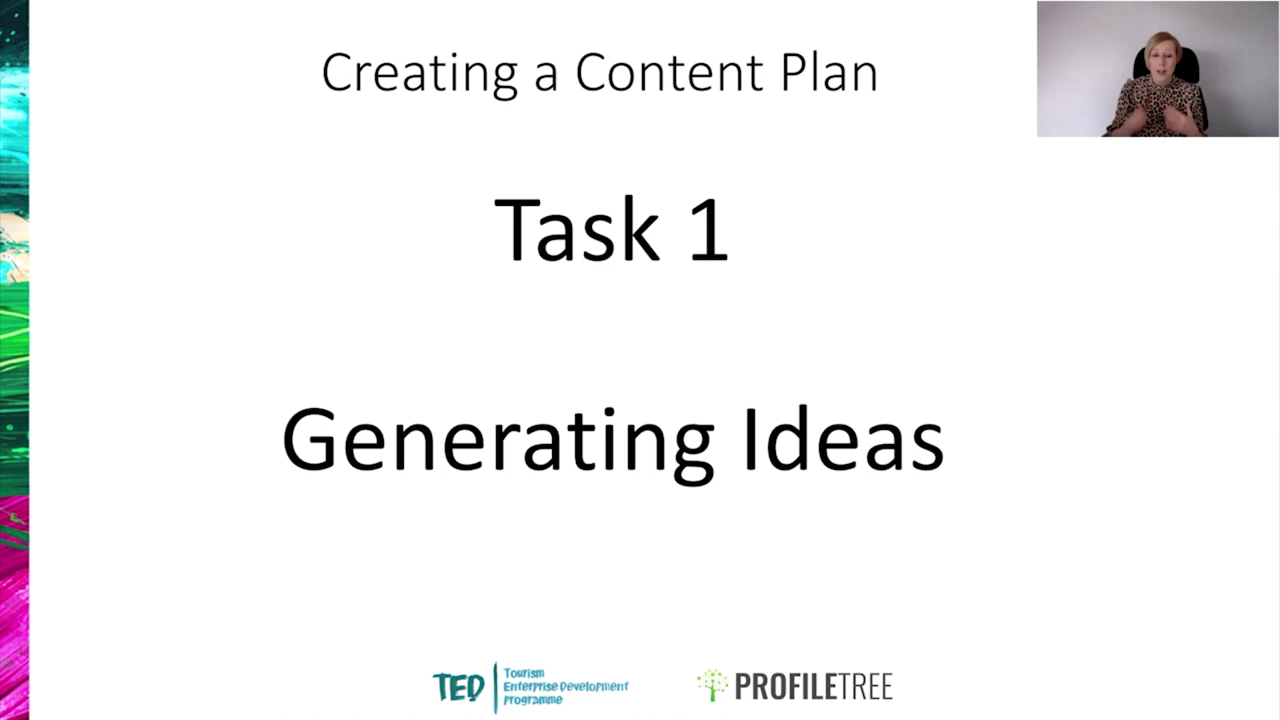 Creating a Content Plan
Task 1
Generating Ideas
TED
Tourism
Enterprise Development
Programme
PROFILETREE